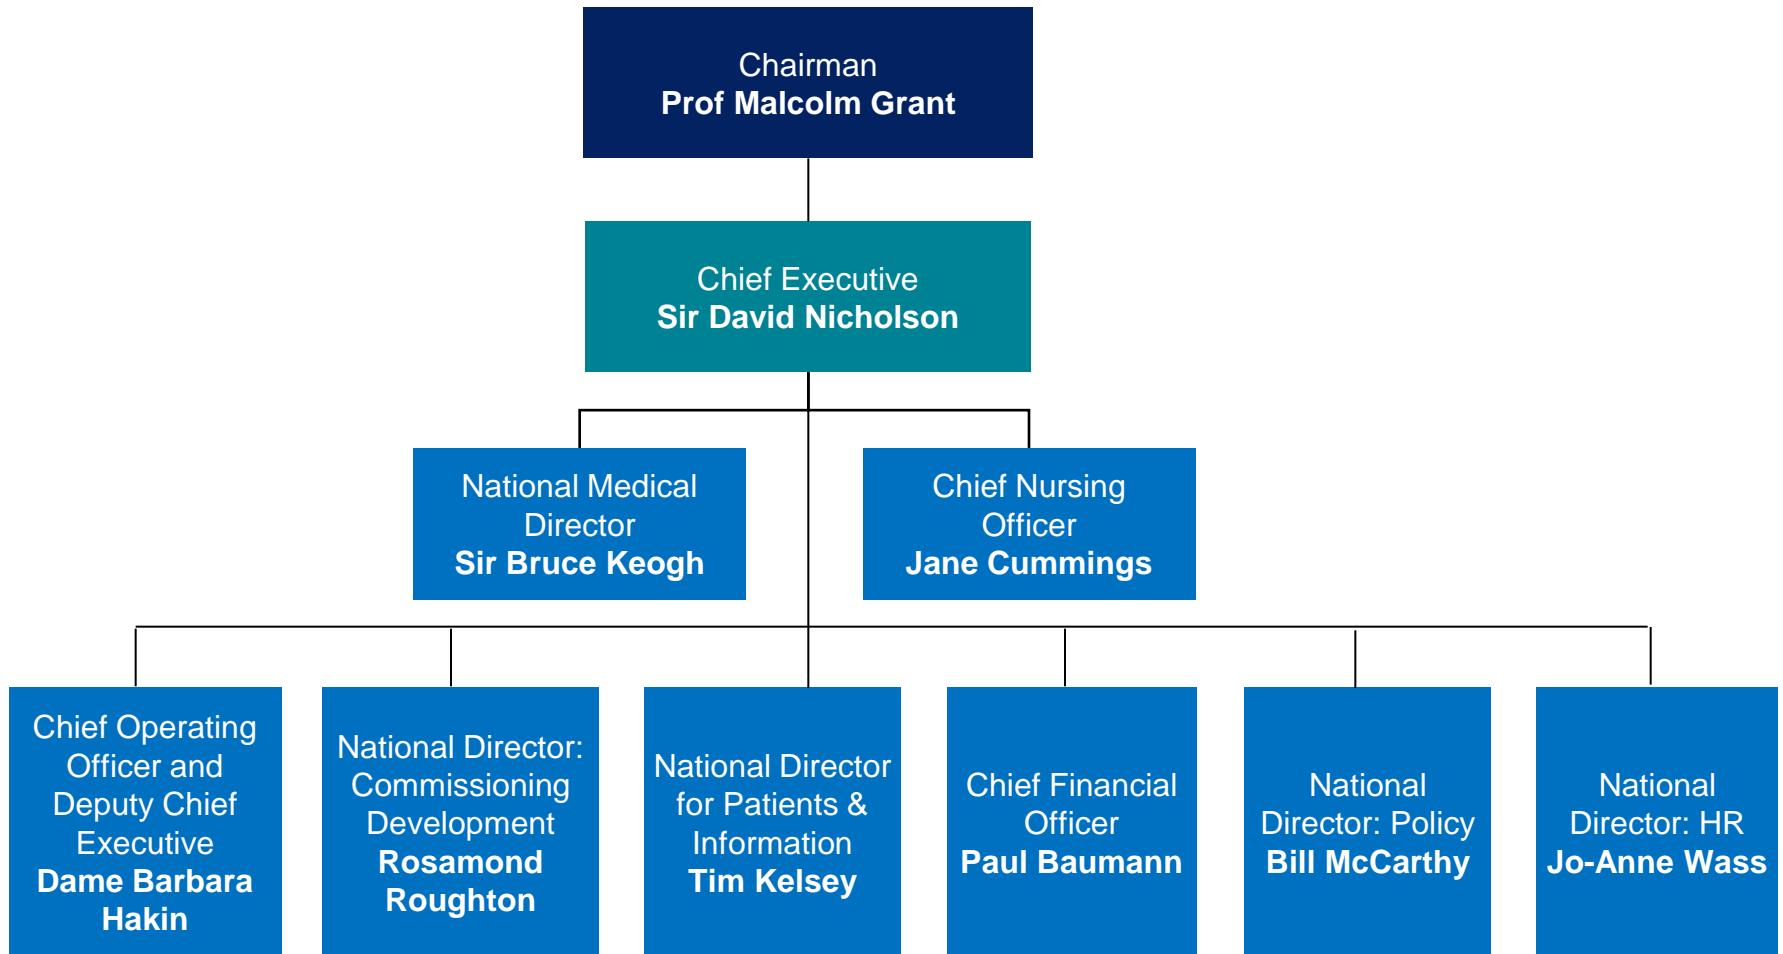 Chairman
Prof Malcolm Grant
Chief Executive
Sir David Nicholson
National Medical
Director
Sir Bruce Keogh
Chief Nursing
Officer
Jane Cummings
Chief Operating
Officer and
Deputy Chief
Executive
Dame Barbara
Hakin
National Director:
Commissioning
Development
Rosamond
Roughton
National Director
for Patients &
Information
Tim Kelsey
Chief Financial
Officer
Paul Baumann
National
Director: Policy
Bill McCarthy
National
Director: HR
Jo-Anne Wass